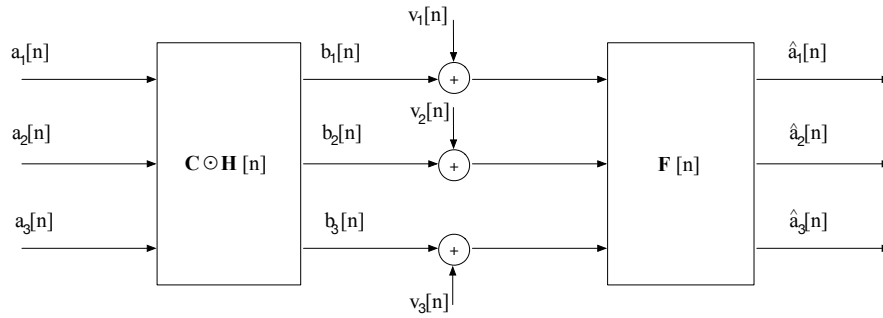 v₁[n]
a₁[n] b₁[n] + â₁[n]
v₂[n]
a₂[n] b₂[n] + â₂[n]
C⊙H [n] F [n]
a₃[n] b₃[n] + â₃[n]
v₃[n]